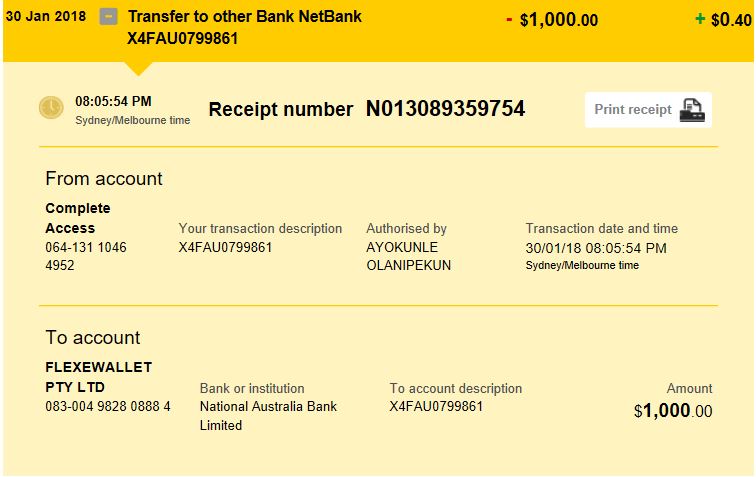 30 Jan 2018 Transfer to other Bank NetBank - $1,000.00 + $0.40
X4FAU0799861
08:05:54 PM
Sydney/Melbourne time
Receipt number N013089359754
Print receipt
From account
Complete
Access
064-131 1046
4952
Your transaction description
X4FAU0799861
Authorised by
AYOKUNLE
OLANIPEKUN
Transaction date and time
30/01/18 08:05:54 PM
Sydney/Melbourne time
To account
FLEXEWALLET
PTY LTD
083-004 9828 0888 4
Bank or institution
National Australia Bank
Limited
To account description
X4FAU0799861
Amount
$1,000.00